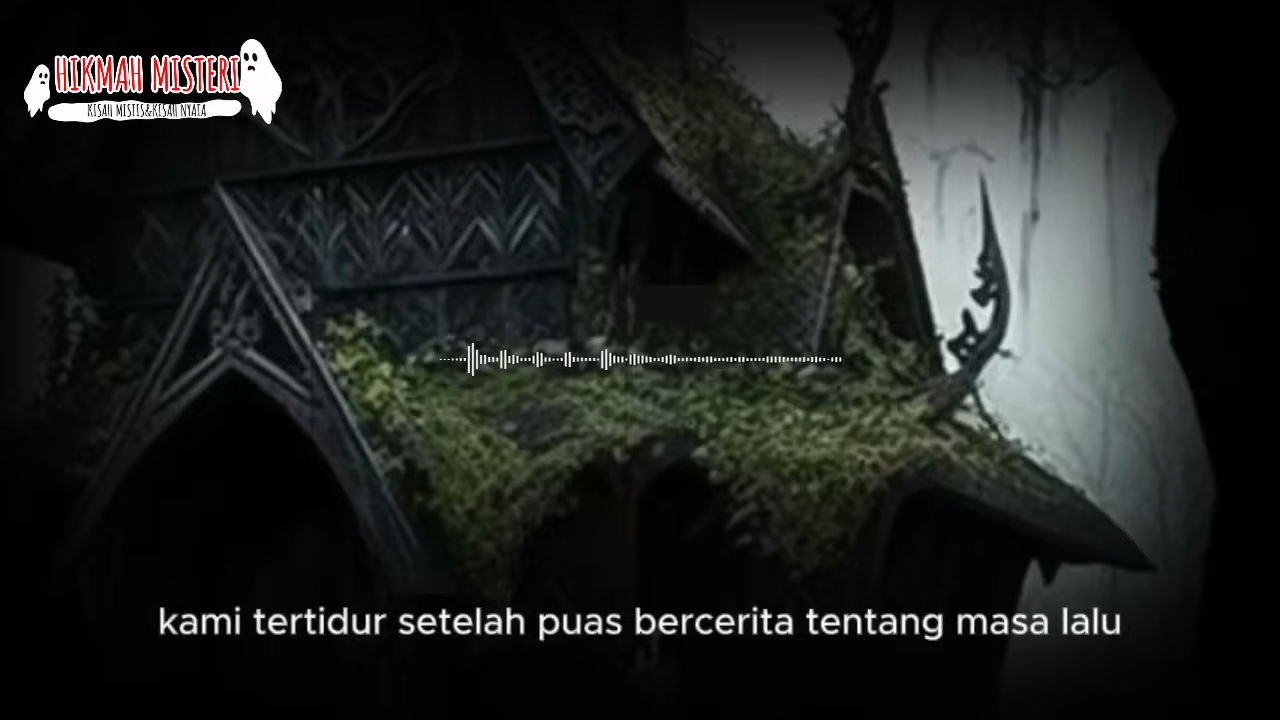 HIKMAH MISTERI
KISAH MISTIS&KISAH NYATA
kami tertidur setelah puas bercerita tentang masa lalu